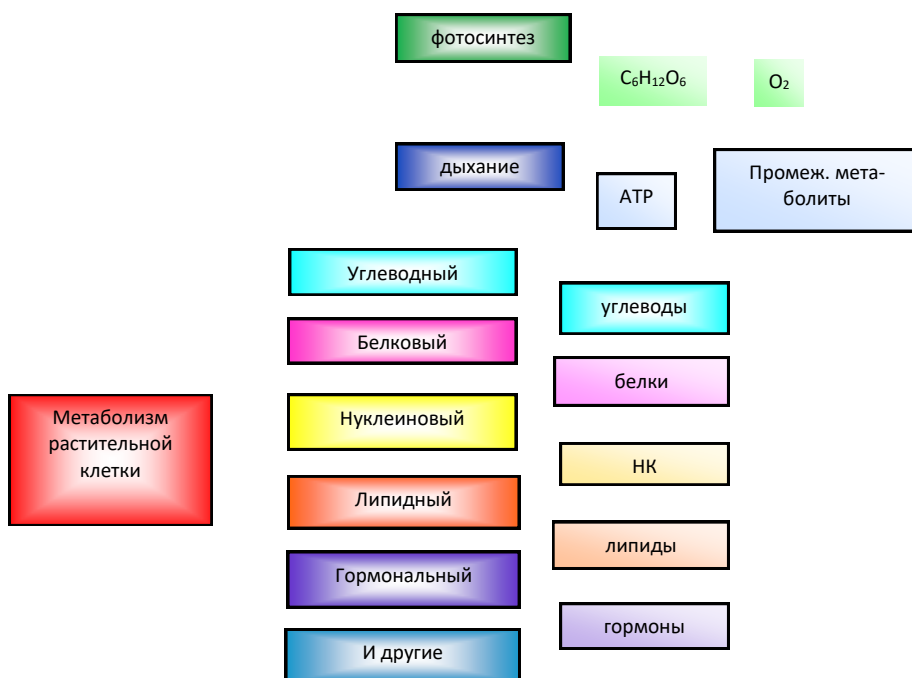 фотосинтез
C₆H₁₂O₆
O₂
дыхание
АТР
Промеж. мета-
болиты
Углеводный
углеводы
Белковый
белки
Метаболизм
растительной
клетки
Нуклеиновый
НК
Липидный
липиды
Гормональный
гормоны
И другие